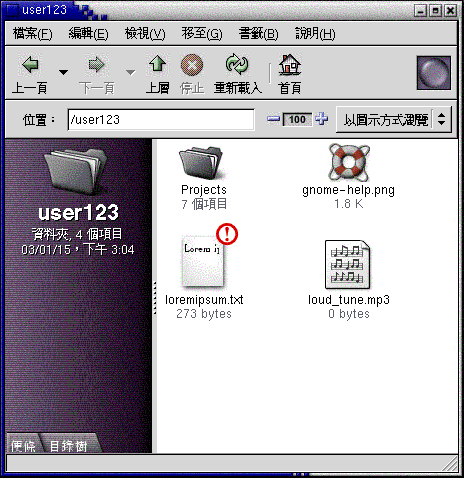 user123
檔案(F) 編輯(E) 檢視(V) 移至(G) 書籤(B) 說明(H)
上一頁 下一頁 上層 停止 重新載入 首頁
位置： /user123 100 以圖示方式瀏覽
user123
資料夾, 4 個項目
03/01/15，下午 3:04
Projects
7 個項目
gnome-help.png
1.8 K
Lorem ip
loremipsum.txt
273 bytes
loud_tune.mp3
0 bytes
便條 目錄樹